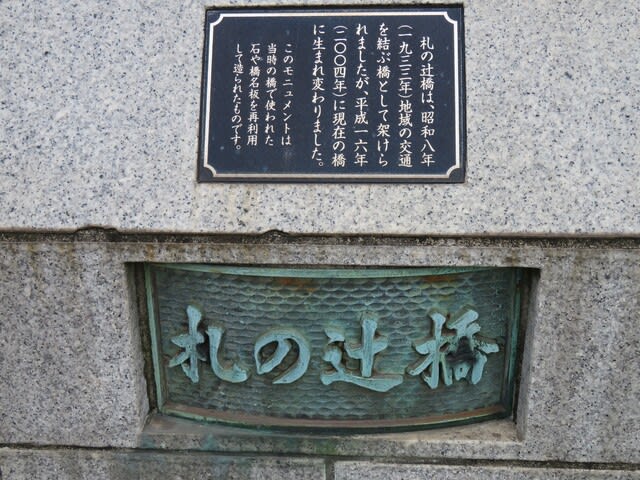 札の辻橋は、昭和八年
(一九三三年)地域の交通
を結ぶ橋として架けら
れましたが、平成一六年
(二〇〇四年)に現在の橋
に生まれ変わりました。
このモニュメントは
当時の橋で使われた
石や橋名板を再利用
して造られたものです。
札の辻橋